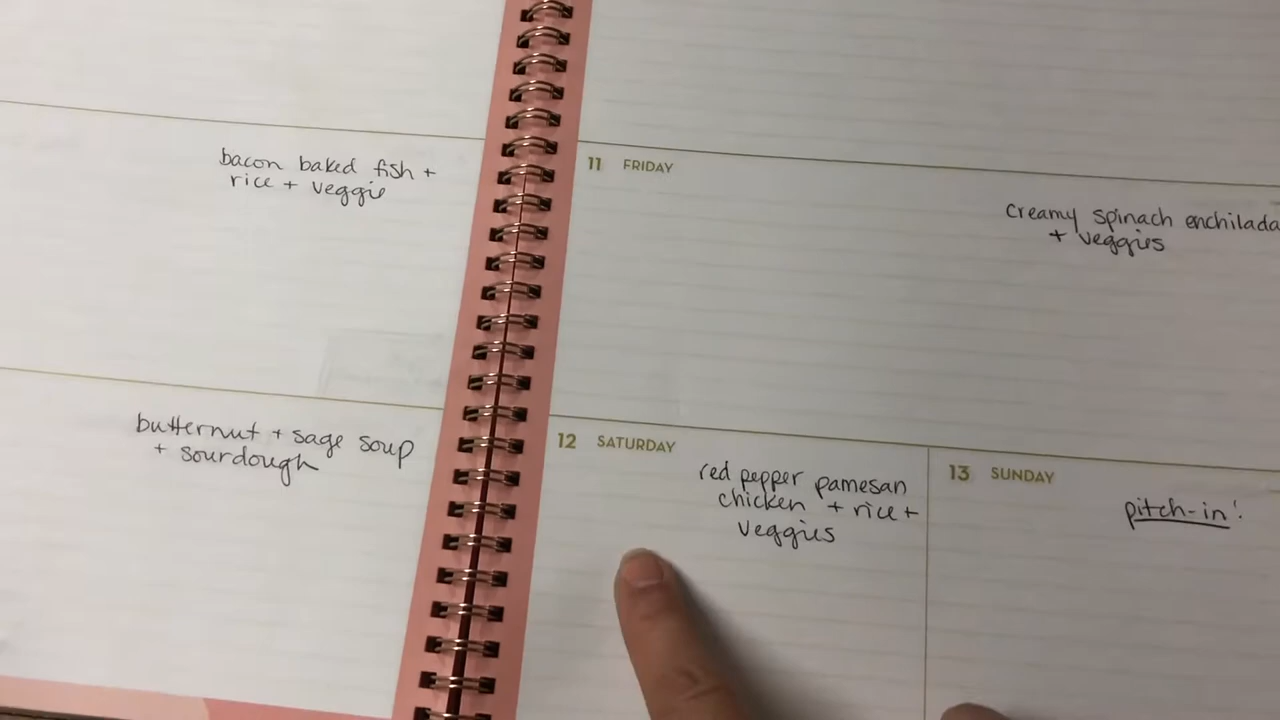 bacon baked fish +
rice + veggie
butternut + sage soup
+ sourdough
11 FRIDAY
creamy spinach enchilada
+ veggies
12 SATURDAY
red pepper pamesan
chicken + rice +
veggies
13 SUNDAY
pitch-in!